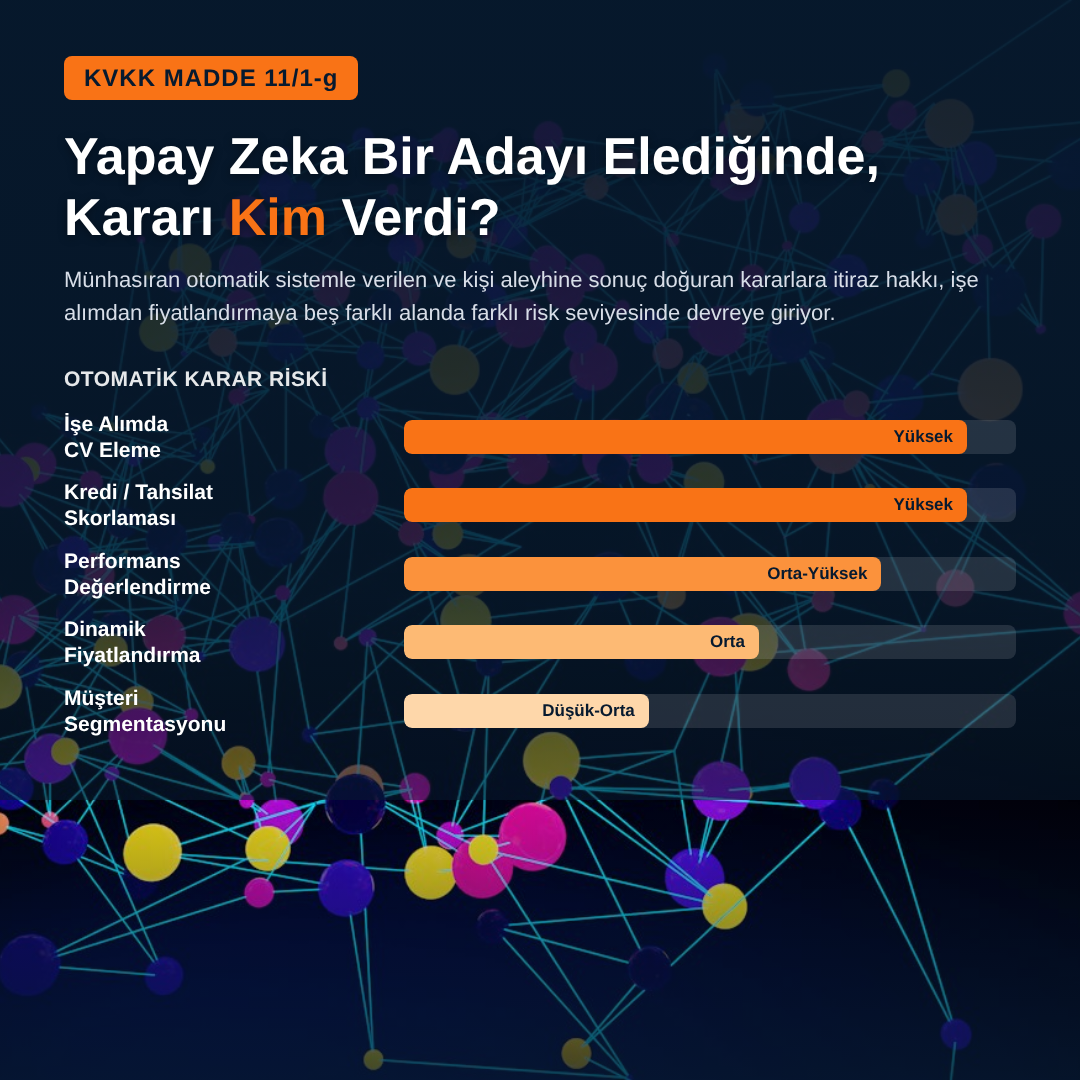 KVKK MADDE 11/1-g
Yapay Zeka Bir Adayı Elediğinde,
Kararı Kim Verdi?
Münhasıran otomatik sistemle verilen ve kişi aleyhine sonuç doğuran kararlara itiraz hakkı, işe
alımdan fiyatlandırmaya beş farklı alanda farklı risk seviyesinde devreye giriyor.
OTOMATİK KARAR RİSKİ
İşe Alımda
CV Eleme
Yüksek
Kredi / Tahsilat
Skorlaması
Yüksek
Performans
Değerlendirme
Orta-Yüksek
Dinamik
Fiyatlandırma
Orta
Müşteri
Segmentasyonu
Düşük-Orta